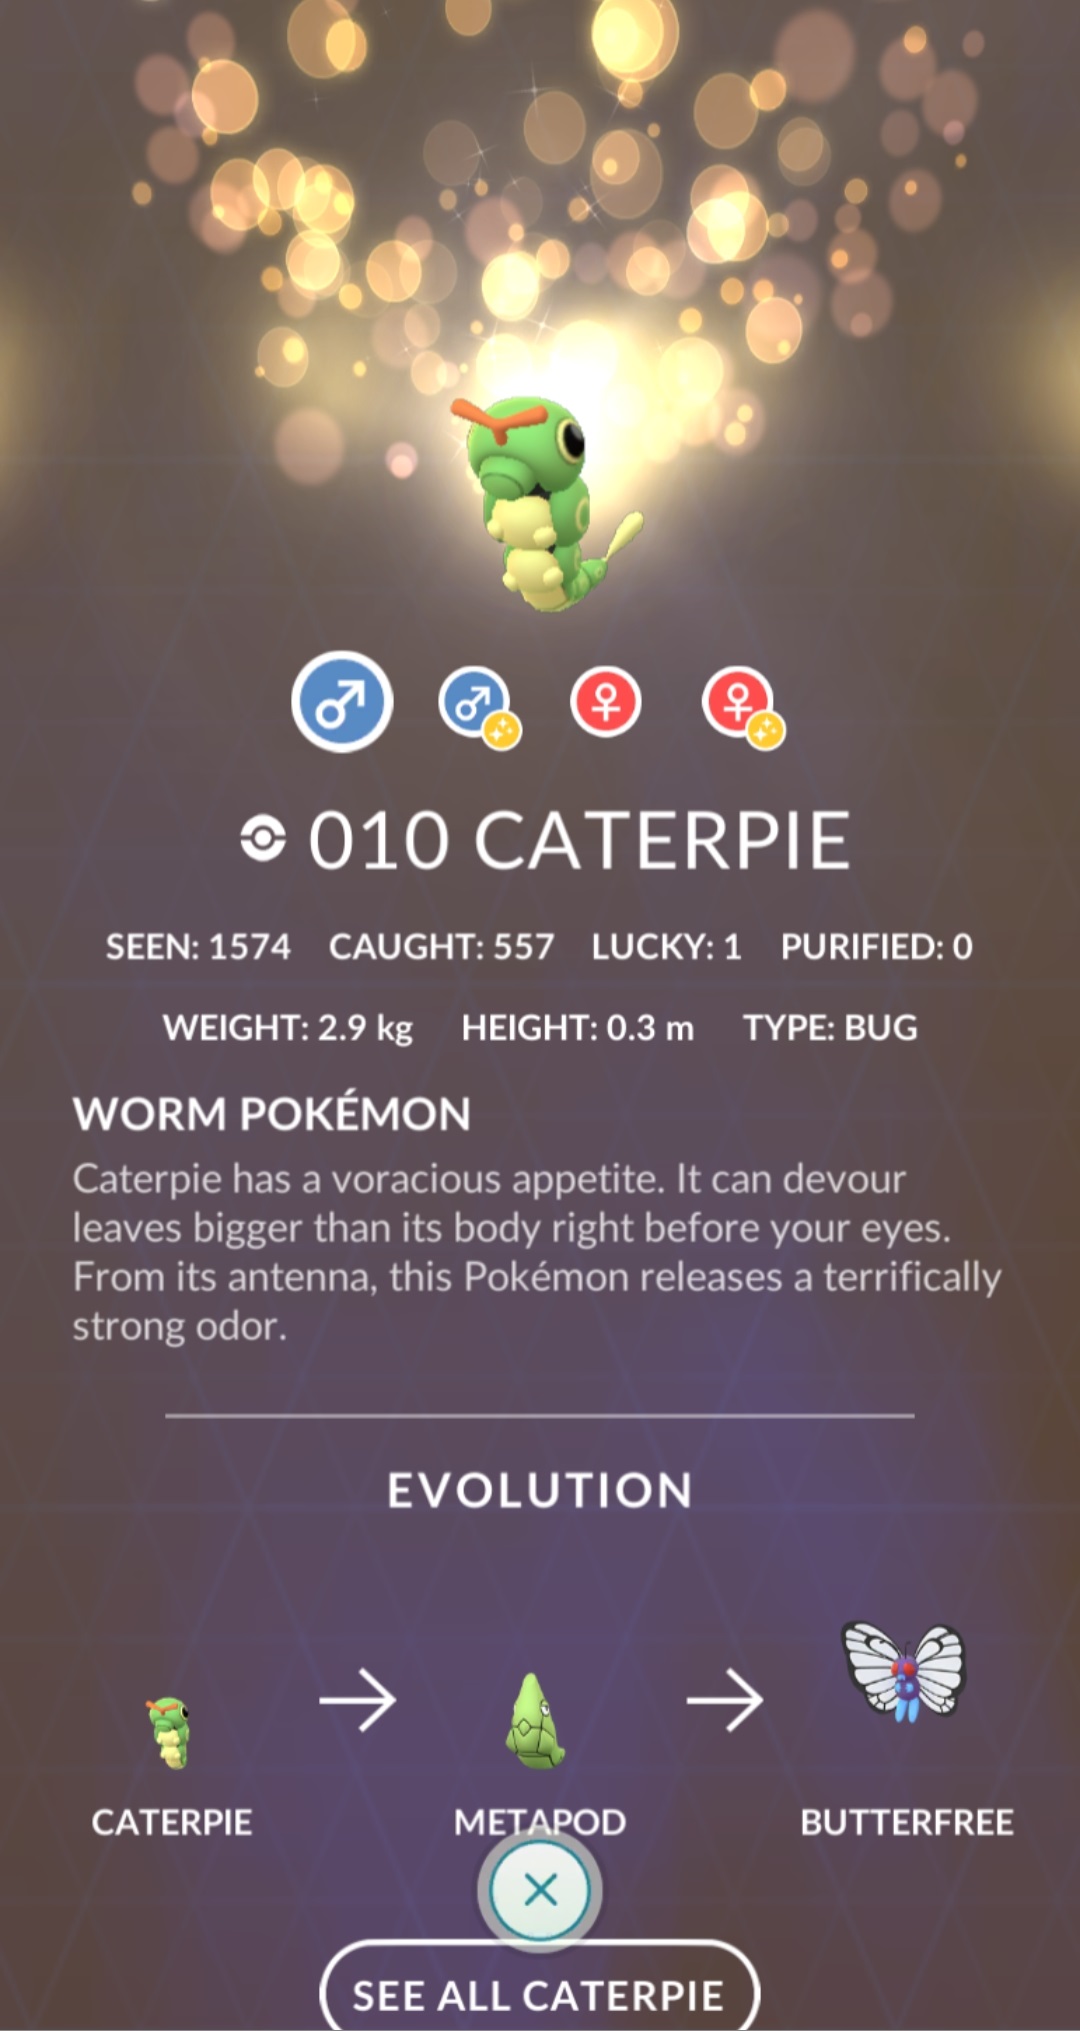 010 CATERPIE
SEEN: 1574 CAUGHT: 557 LUCKY: 1 PURIFIED: 0
WEIGHT: 2.9 kg HEIGHT: 0.3 m TYPE: BUG
WORM POKÉMON
Caterpie has a voracious appetite. It can devour
leaves bigger than its body right before your eyes.
From its antenna, this Pokémon releases a terrifically
strong odor.
EVOLUTION
CATERPIE METAPOD BUTTERFREE
SEE ALL CATERPIE